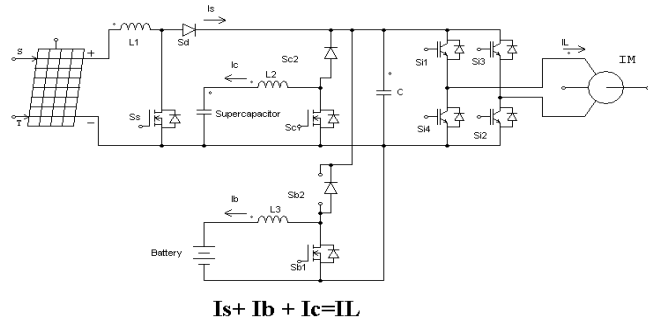 Is
L1
Sd
Sc2
S
+
Ic
L2
Si1
Si3
IL
IM
C
Ss
Supercapacitor
Sc1
T
−
Si4
Si2
Ib
Sb2
L3
Battery
Sb1
Is+ Ib + Ic=IL